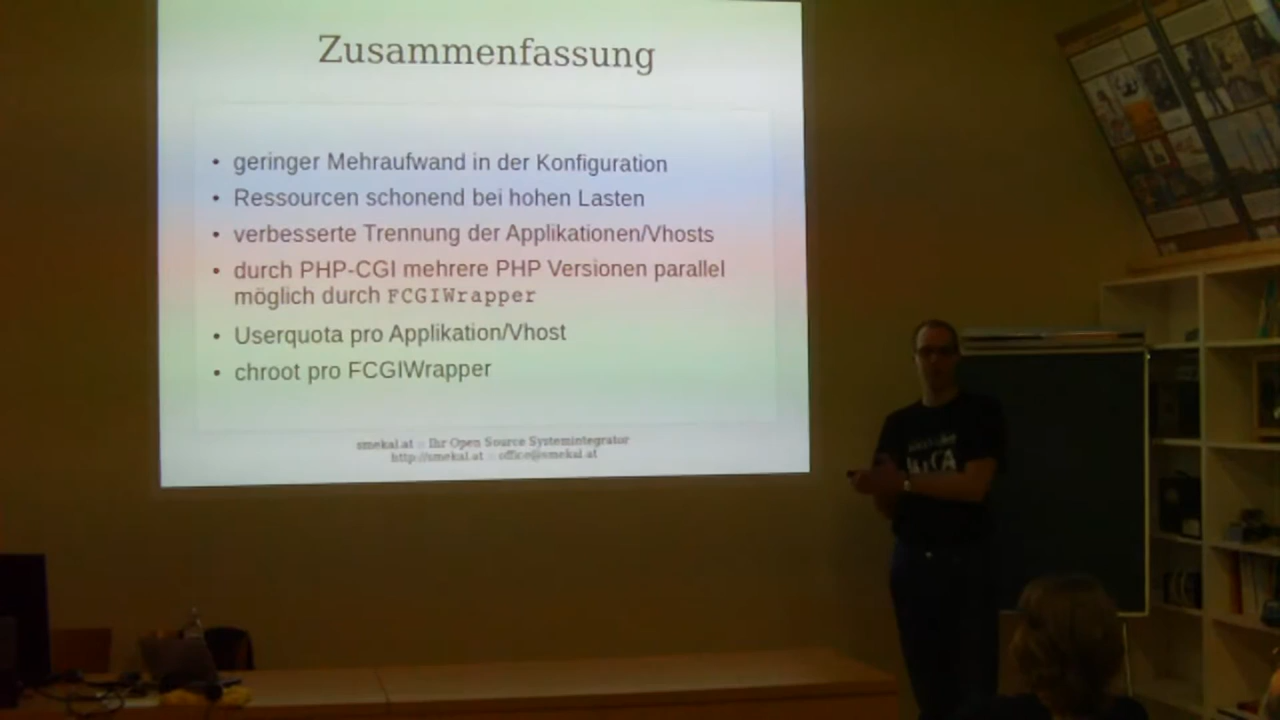 Zusammenfassung
• geringer Mehraufwand in der Konfiguration
• Ressourcen schonend bei hohen Lasten
• verbesserte Trennung der Applikationen/Vhosts
• durch PHP-CGI mehrere PHP Versionen parallel
möglich durch FCGIWrapper
• Userquota pro Applikation/Vhost
• chroot pro FCGIWrapper
smekal.at :: Ihr Open Source Systemintegrator
http://smekal.at :: office@smekal.at